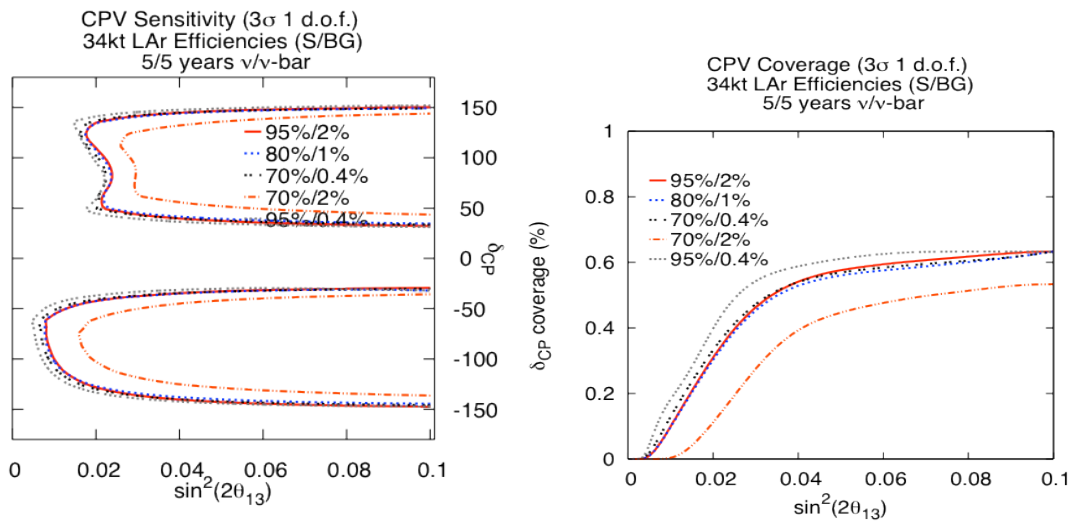 CPV Sensitivity (3σ 1 d.o.f.)
34kt LAr Efficiencies (S/BG)
5/5 years ν/ν-bar
150
100
50
0
-50
-100
-150
δCP
95%/2%
80%/1%
70%/0.4%
70%/2%
95%/0.4%
0 0.02 0.04 0.06 0.08 0.1
sin²(2θ₁₃)
CPV Coverage (3σ 1 d.o.f.)
34kt LAr Efficiencies (S/BG)
5/5 years ν/ν-bar
1
0.8
0.6
0.4
0.2
0
δCP coverage (%)
95%/2%
80%/1%
70%/0.4%
70%/2%
95%/0.4%
0 0.02 0.04 0.06 0.08 0.1
sin²(2θ₁₃)